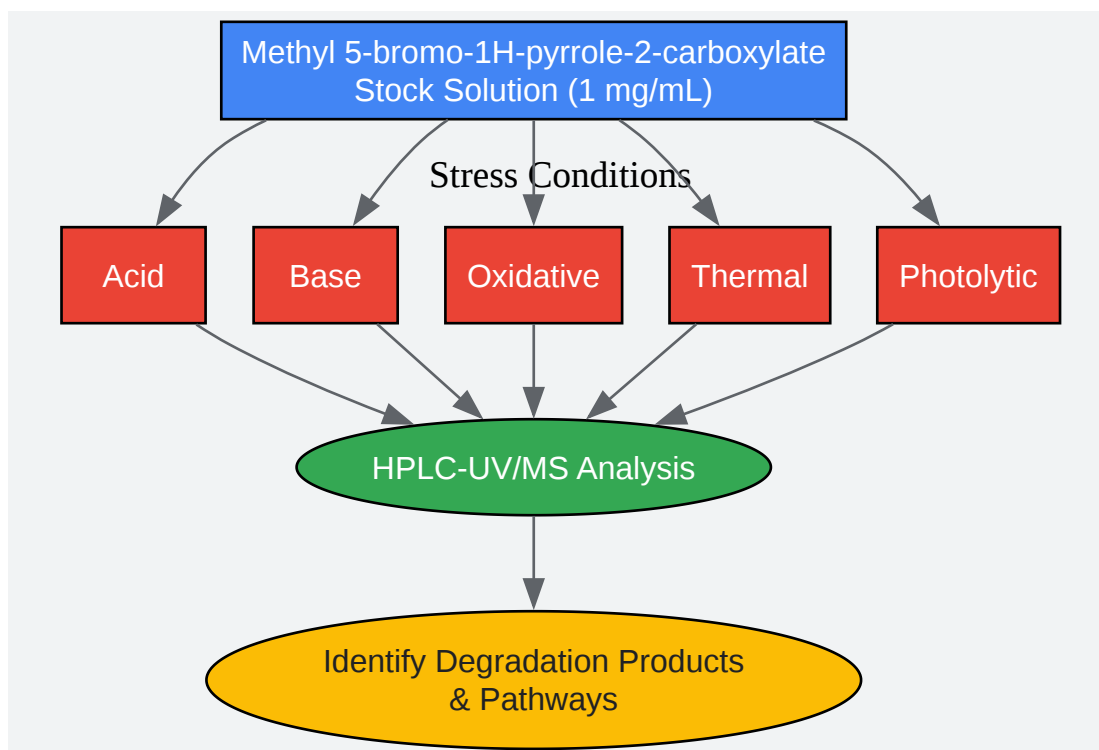 Methyl 5-bromo-1H-pyrrole-2-carboxylate
Stock Solution (1 mg/mL)
Stress Conditions
Acid
Base
Oxidative
Thermal
Photolytic
HPLC-UV/MS Analysis
Identify Degradation Products
& Pathways